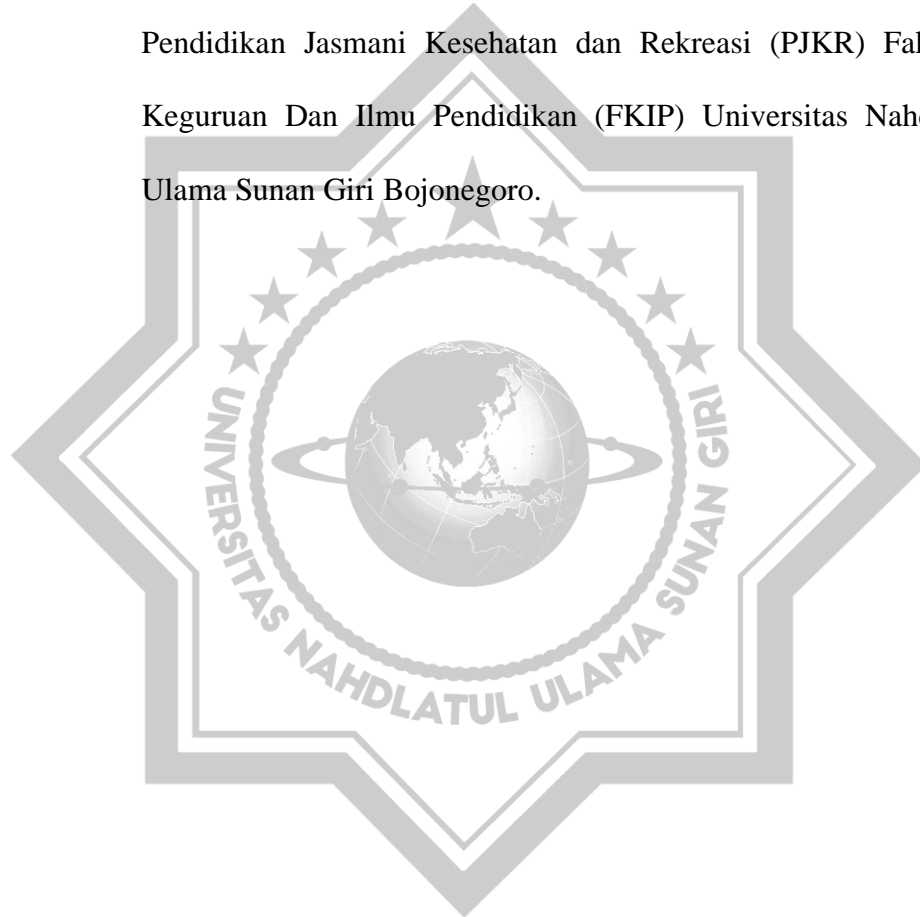 Pendidikan Jasmani Kesehatan dan Rekreasi (PJKR)
Keguruan Dan Ilmu Pendidikan (FKIP) Universitas
Ulama Sunan Giri Bojonegoro.
UNIVERSITAS NAHDLATUL ULAMA SUNAN GIRI